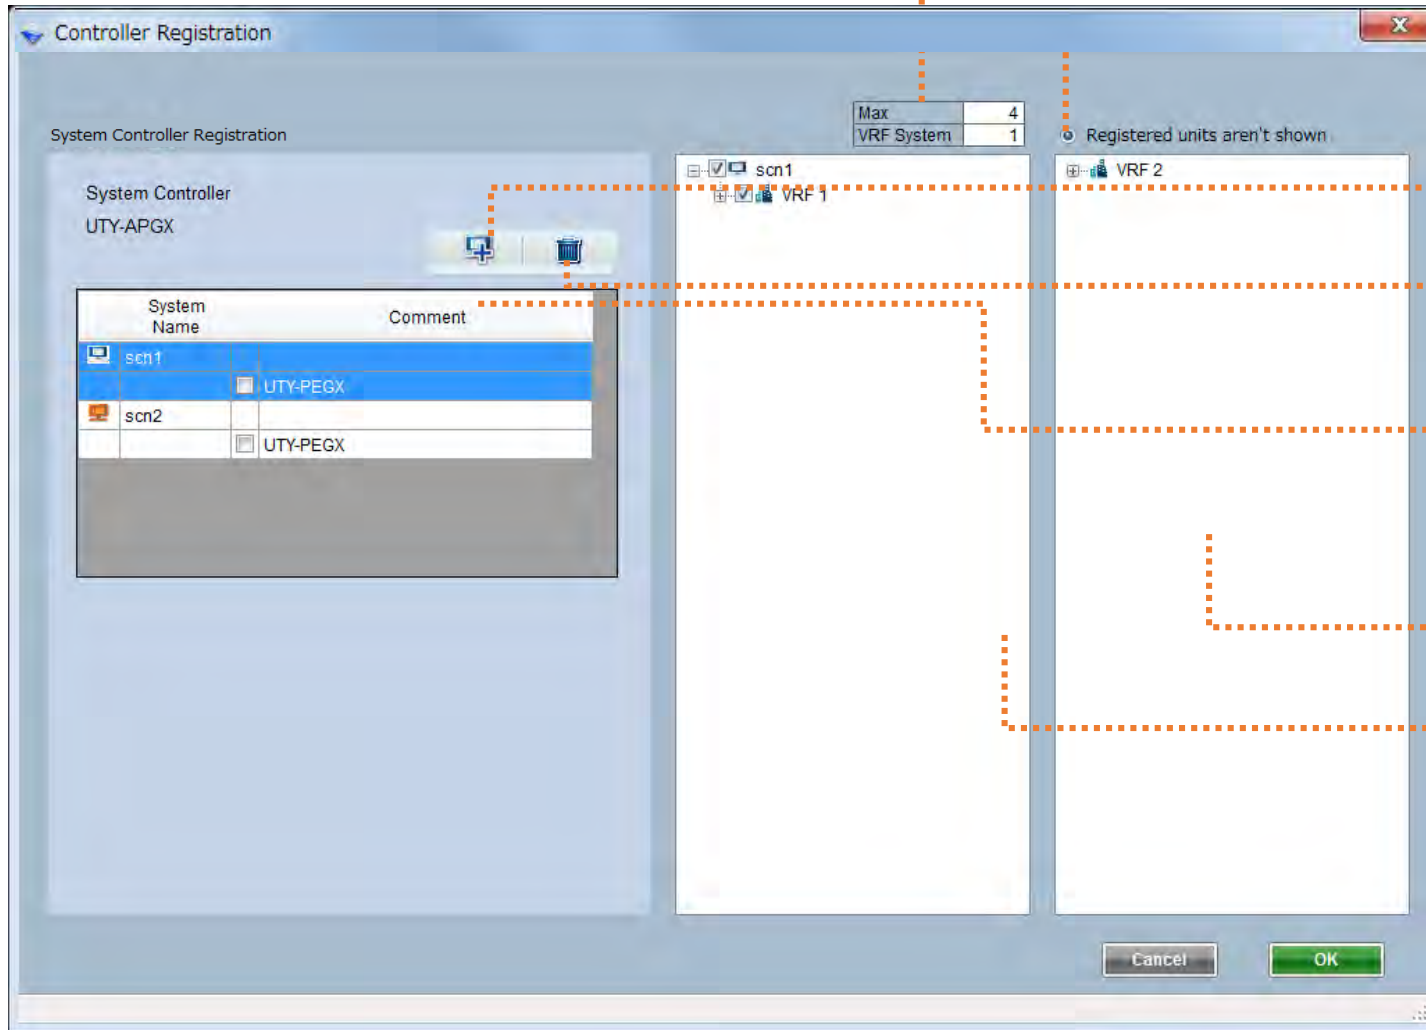 Controller Registration
Max 4
System Controller Registration
VRF System 1
Registered units aren't shown
System Controller
UTY-APGX
System Name
Comment
scn1
UTY-PEGX
scn2
UTY-PEGX
scn1
VRF 1
VRF 2
Cancel
OK